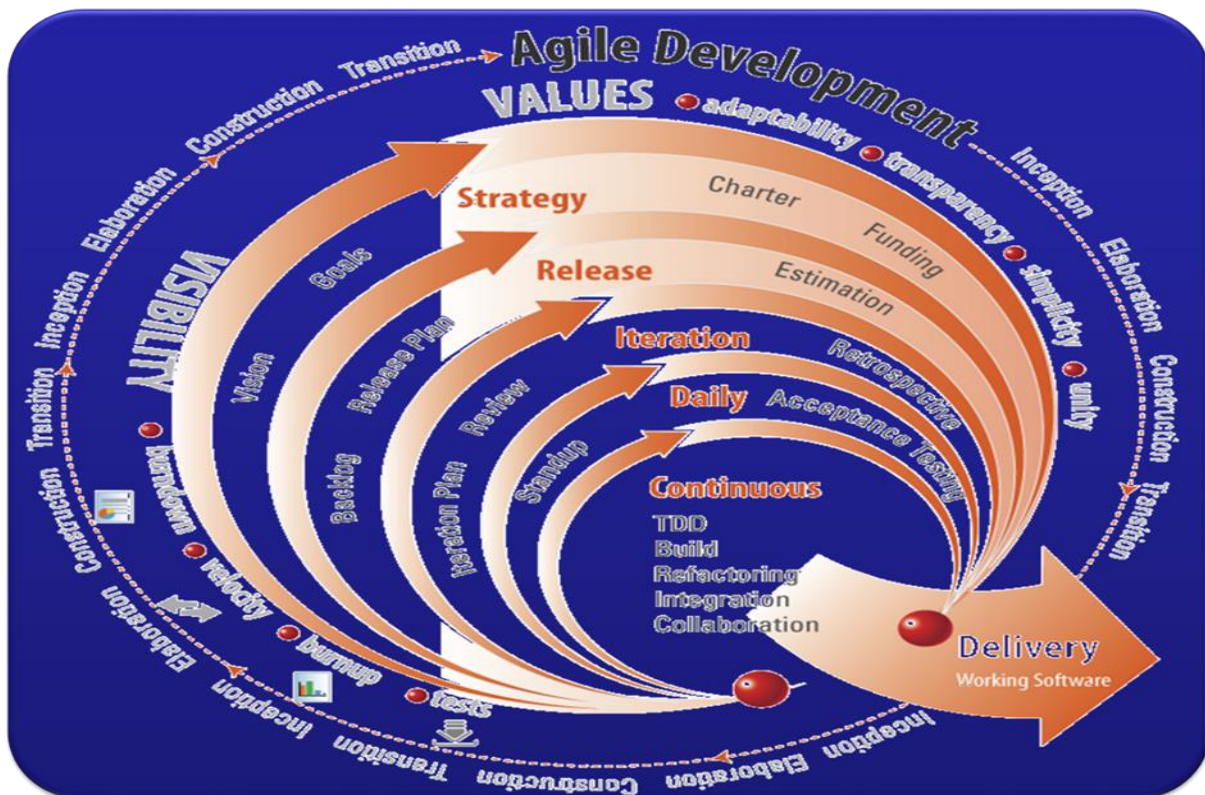 Agile Development
VALUES
adaptability
transparency
simplicity
unity
Inception Elaboration Construction Transition
Inception Elaboration Construction Transition
Inception Elaboration Construction Transition
Inception Elaboration Construction Transition
VISIBILITY
burndown
velocity
burnup
tests
Strategy
Charter
Funding
Vision
Goals
Release
Estimation
Backlog
Release Plan
Iteration
Retrospective
Iteration Plan
Review
Daily
Acceptance Testing
Standup
Continuous
TDD
Build
Refactoring
Integration
Collaboration
Delivery
Working Software